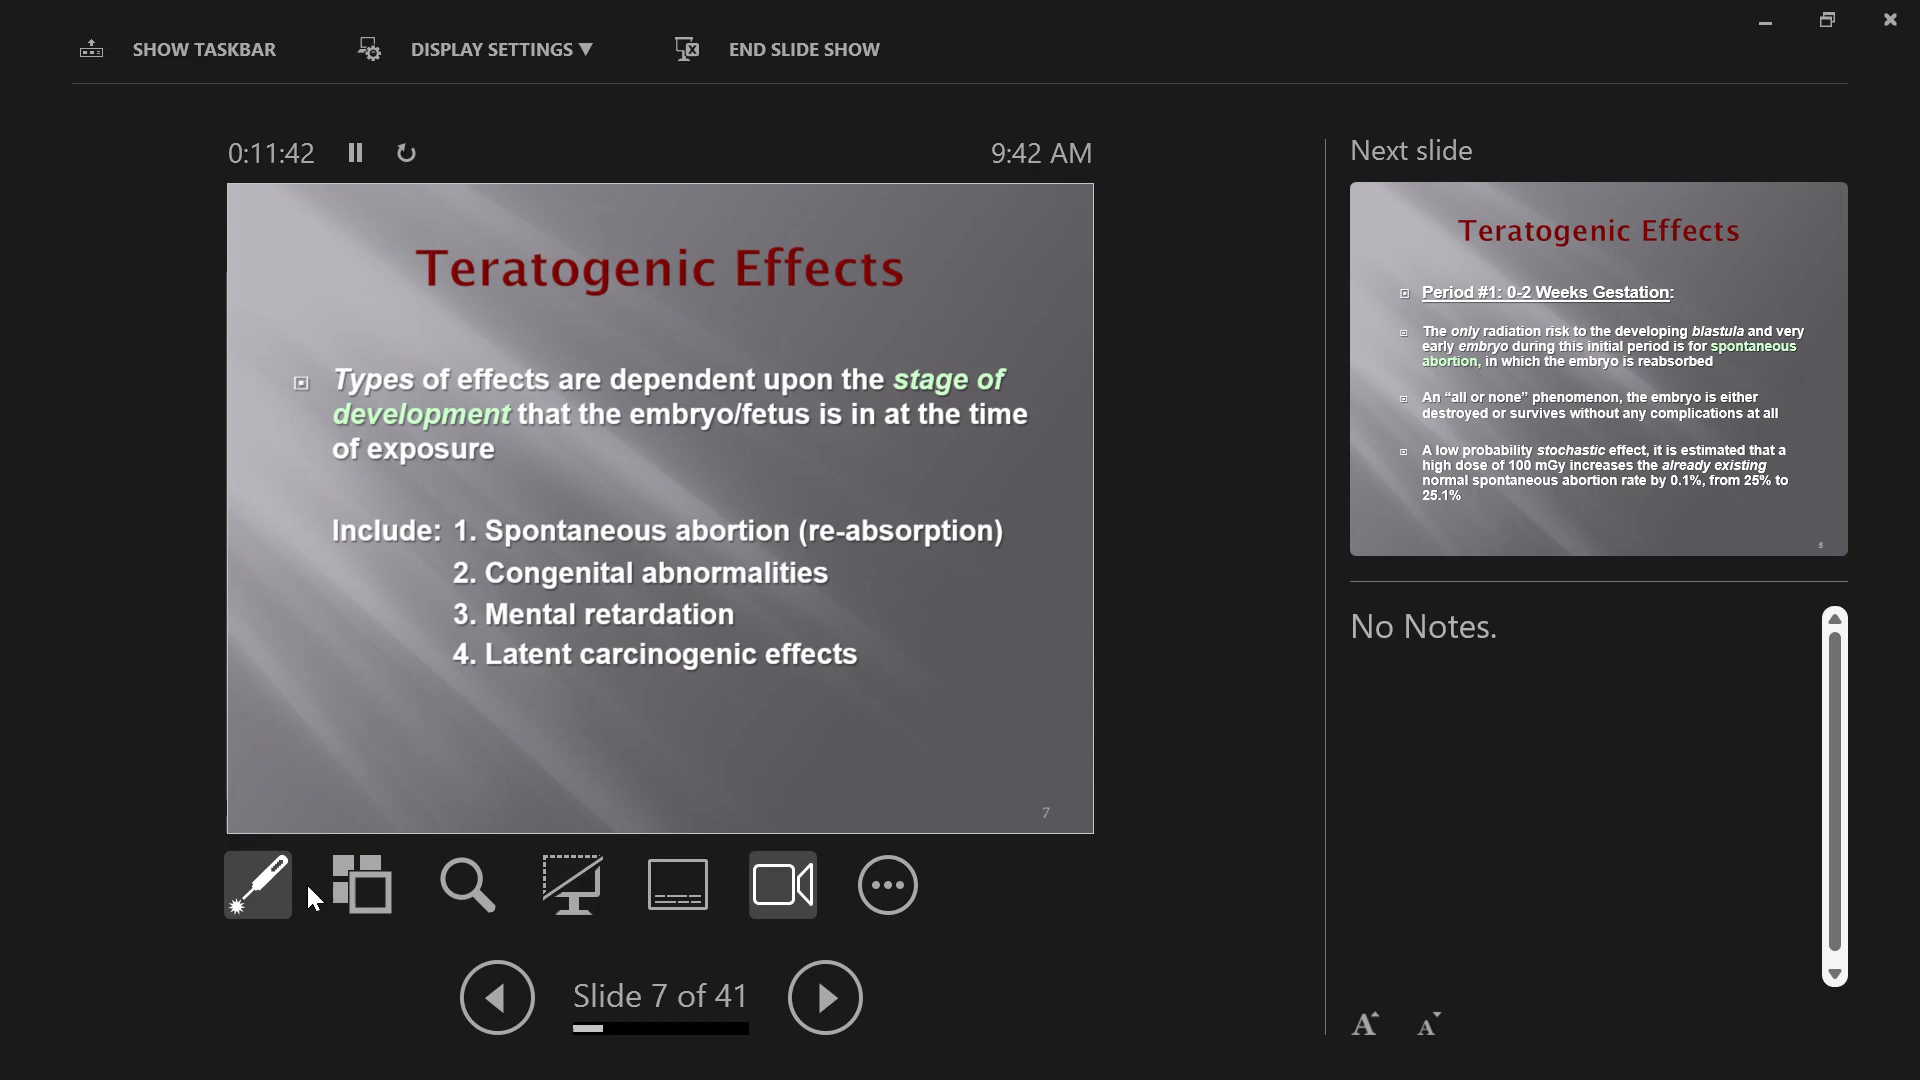 SHOW TASKBAR
DISPLAY SETTINGS ▼
END SLIDE SHOW
0:11:42
9:42 AM
Teratogenic Effects
Types of effects are dependent upon the stage of
development that the embryo/fetus is in at the time
of exposure
Include: 1. Spontaneous abortion (re-absorption)
2. Congenital abnormalities
3. Mental retardation
4. Latent carcinogenic effects
7
Slide 7 of 41
Next slide
Teratogenic Effects
Period #1: 0-2 Weeks Gestation:
The only radiation risk to the developing blastula and very
early embryo during this initial period is for spontaneous
abortion, in which the embryo is reabsorbed
An “all or none” phenomenon, the embryo is either
destroyed or survives without any complications at all
A low probability stochastic effect, it is estimated that a
high dose of 100 mGy increases the already existing
normal spontaneous abortion rate by 0.1%, from 25% to
25.1%
8
No Notes.
A A